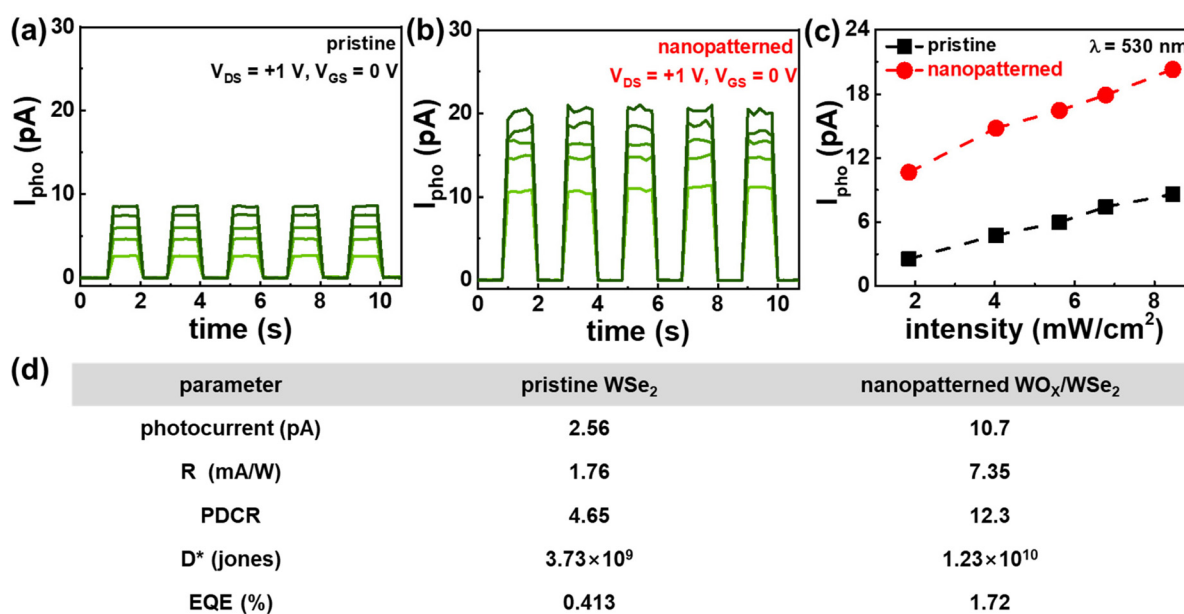 (a)
30
20
10
0
I_pho (pA)
pristine
V_DS = +1 V, V_GS = 0 V
0 2 4 6 8 10
time (s)
(b)
30
20
10
0
I_pho (pA)
nanopatterned
V_DS = +1 V, V_GS = 0 V
0 2 4 6 8 10
time (s)
(c)
24
18
12
6
0
I_pho (pA)
pristine
nanopatterned
λ = 530 nm
2 4 6 8
intensity (mW/cm²)
(d)
parameter pristine WSe₂ nanopatterned WOₓ/WSe₂
photocurrent (pA) 2.56 10.7
R (mA/W) 1.76 7.35
PDCR 4.65 12.3
D* (jones) 3.73×10⁹ 1.23×10¹⁰
EQE (%) 0.413 1.72